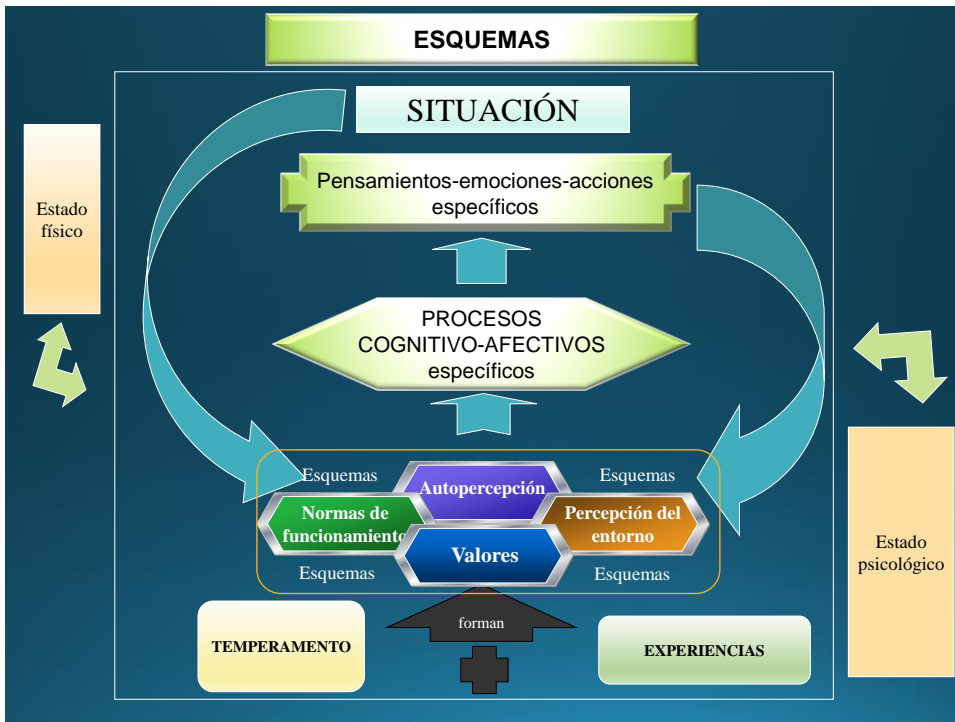 ESQUEMAS
SITUACIÓN
Pensamientos-emociones-acciones
específicos
Estado
físico
PROCESOS
COGNITIVO-AFECTIVOS
específicos
Esquemas
Esquemas
Autopercepción
Normas de
funcionamiento
Percepción del
entorno
Valores
Esquemas
Esquemas
Estado
psicológico
forman
TEMPERAMENTO
EXPERIENCIAS